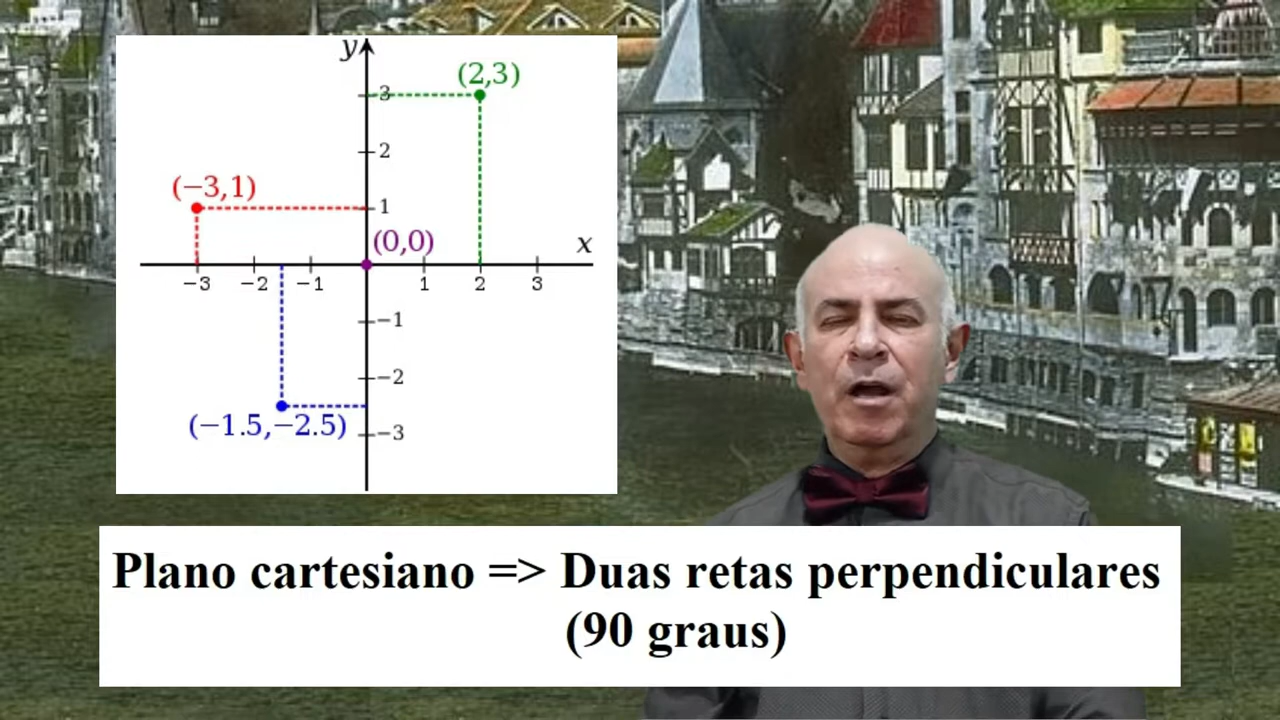 y
(2,3)
3
2
(−3,1)
1
(0,0)
x
−3 −2 −1 1 2 3
−1
−2
(−1.5,−2.5)
−3
Plano cartesiano => Duas retas perpendiculares
(90 graus)